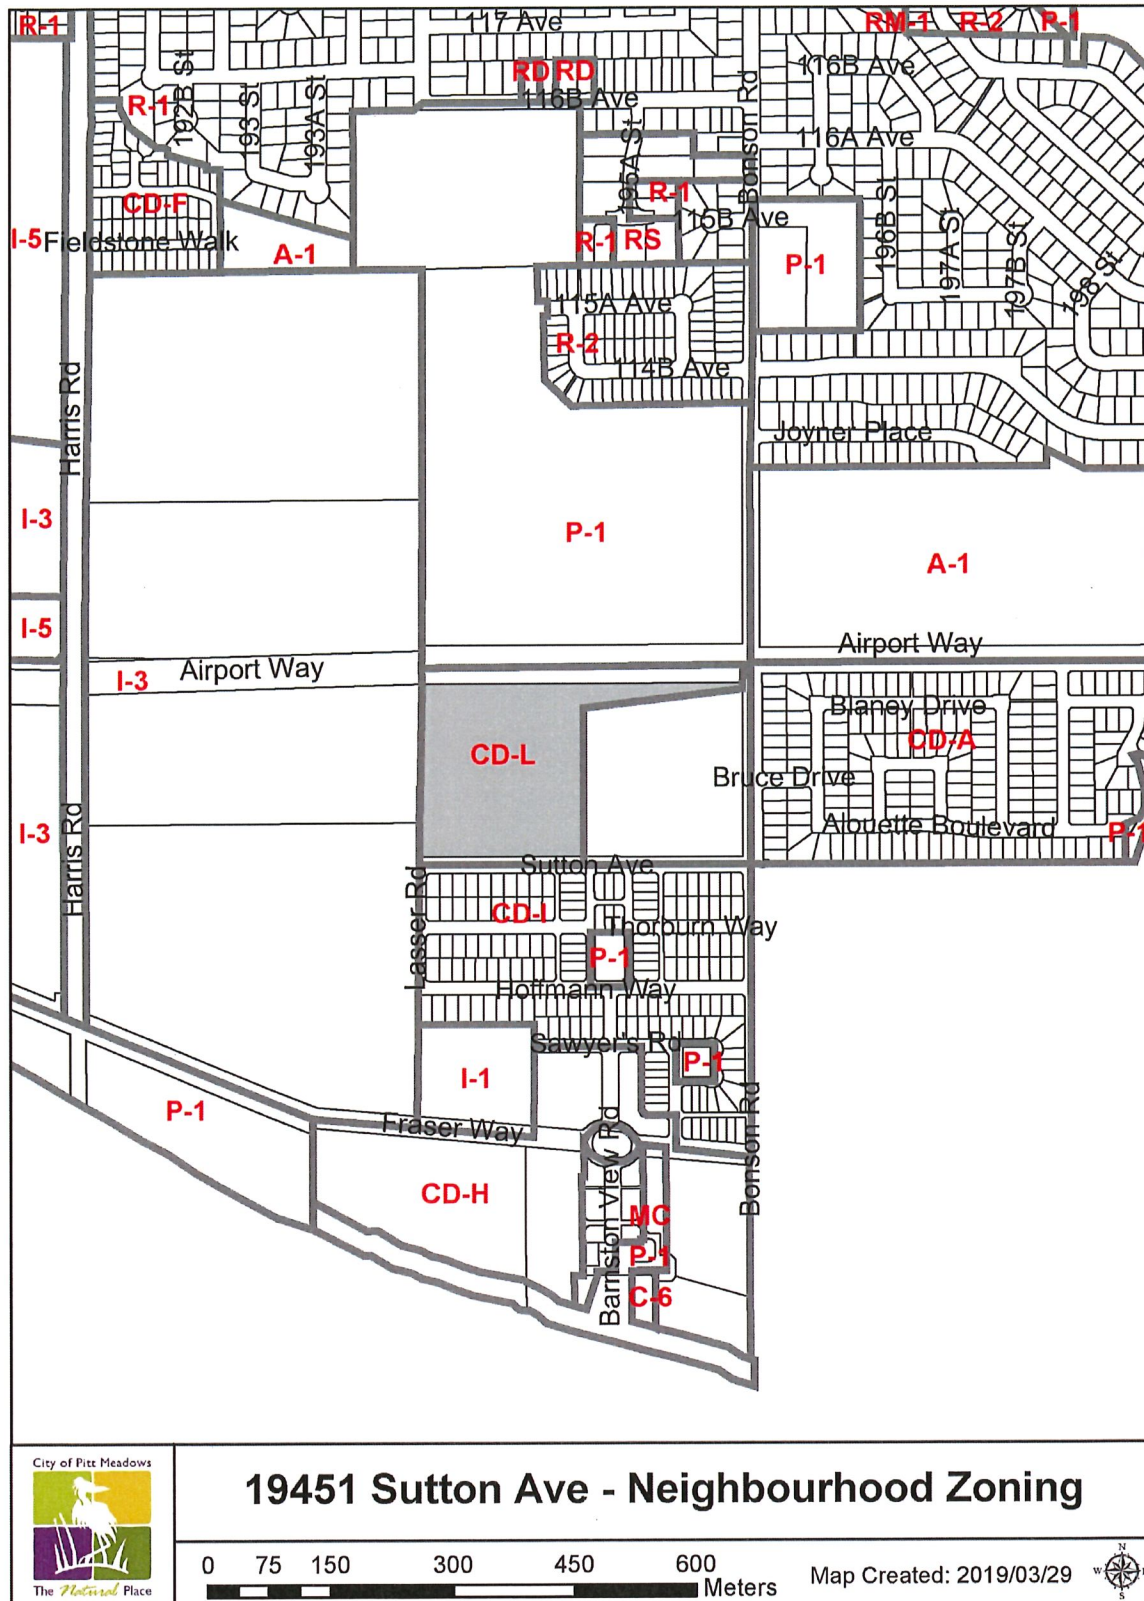 R-1
117 Ave
RM-1
R-2
P-1
RD
RD
116B Ave
116B Ave
R-1
192B St
193 St
193A St
Bonson Rd
116A Ave
195A St
R-1
115B Ave
CD-F
I-5
Fieldstone Walk
A-1
R-1
RS
P-1
196B St
197A St
197B St
198 St
115A Ave
R-2
114B Ave
Harris Rd
Joyner Place
I-3
P-1
A-1
I-5
Airport Way
I-3
Airport Way
Blaney Drive
CD-A
CD-L
Bruce Drive
I-3
Harris Rd
Alouette Boulevard
P-1
Sutton Ave
Lasser Rd
CD-I
Thorburn Way
P-1
Hoffmann Way
Sawyer's Rd
P-1
I-1
P-1
Fraser Way
Barnston View Rd
Bonson Rd
CD-H
MC
P-1
C-6
City of Pitt Meadows
The Natural Place
19451 Sutton Ave - Neighbourhood Zoning
0 75 150 300 450 600
Meters
Map Created: 2019/03/29
N
W
S